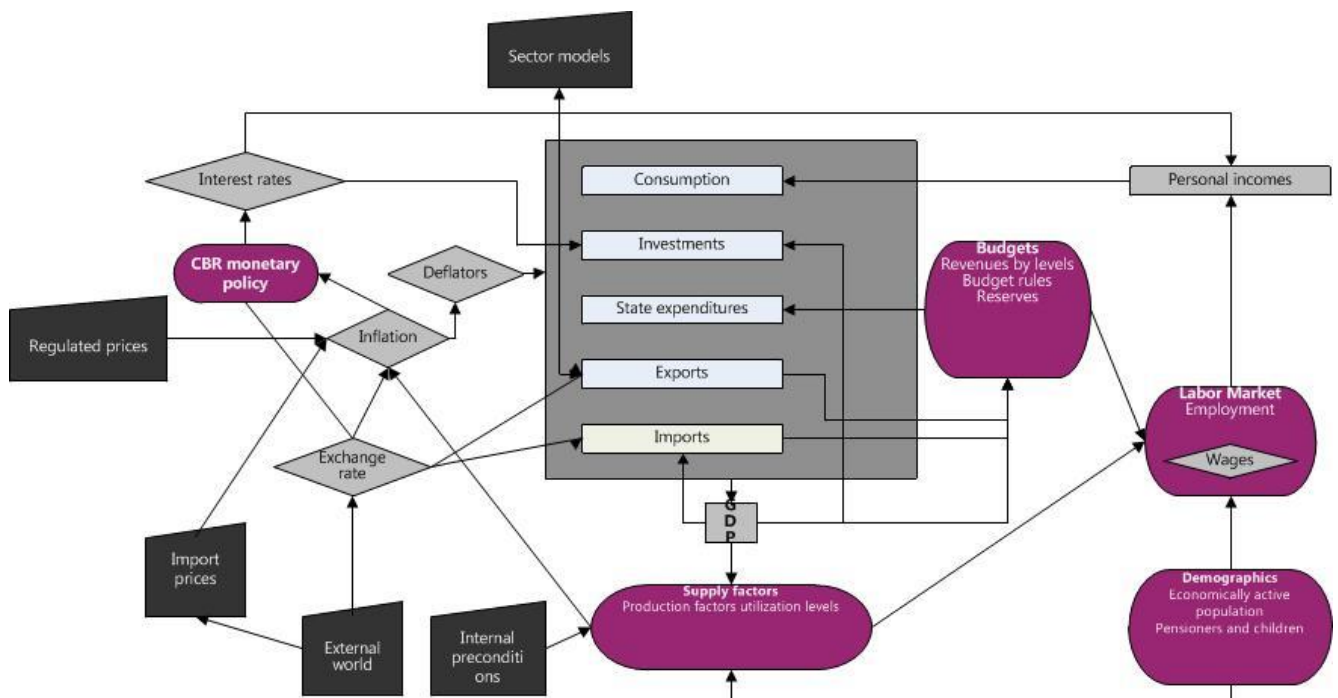 Sector models
Interest rates
Consumption
Personal incomes
CBR monetary
policy
Deflators
Investments
Budgets
Revenues by levels
Budget rules
Reserves
Regulated prices
Inflation
State expenditures
Exports
Labor Market
Employment
Exchange
rate
Imports
Wages
G
D
P
Import
prices
Supply factors
Production factors utilization levels
Demographics
Economically active
population
Pensioners and children
External
world
Internal
preconditi
ons